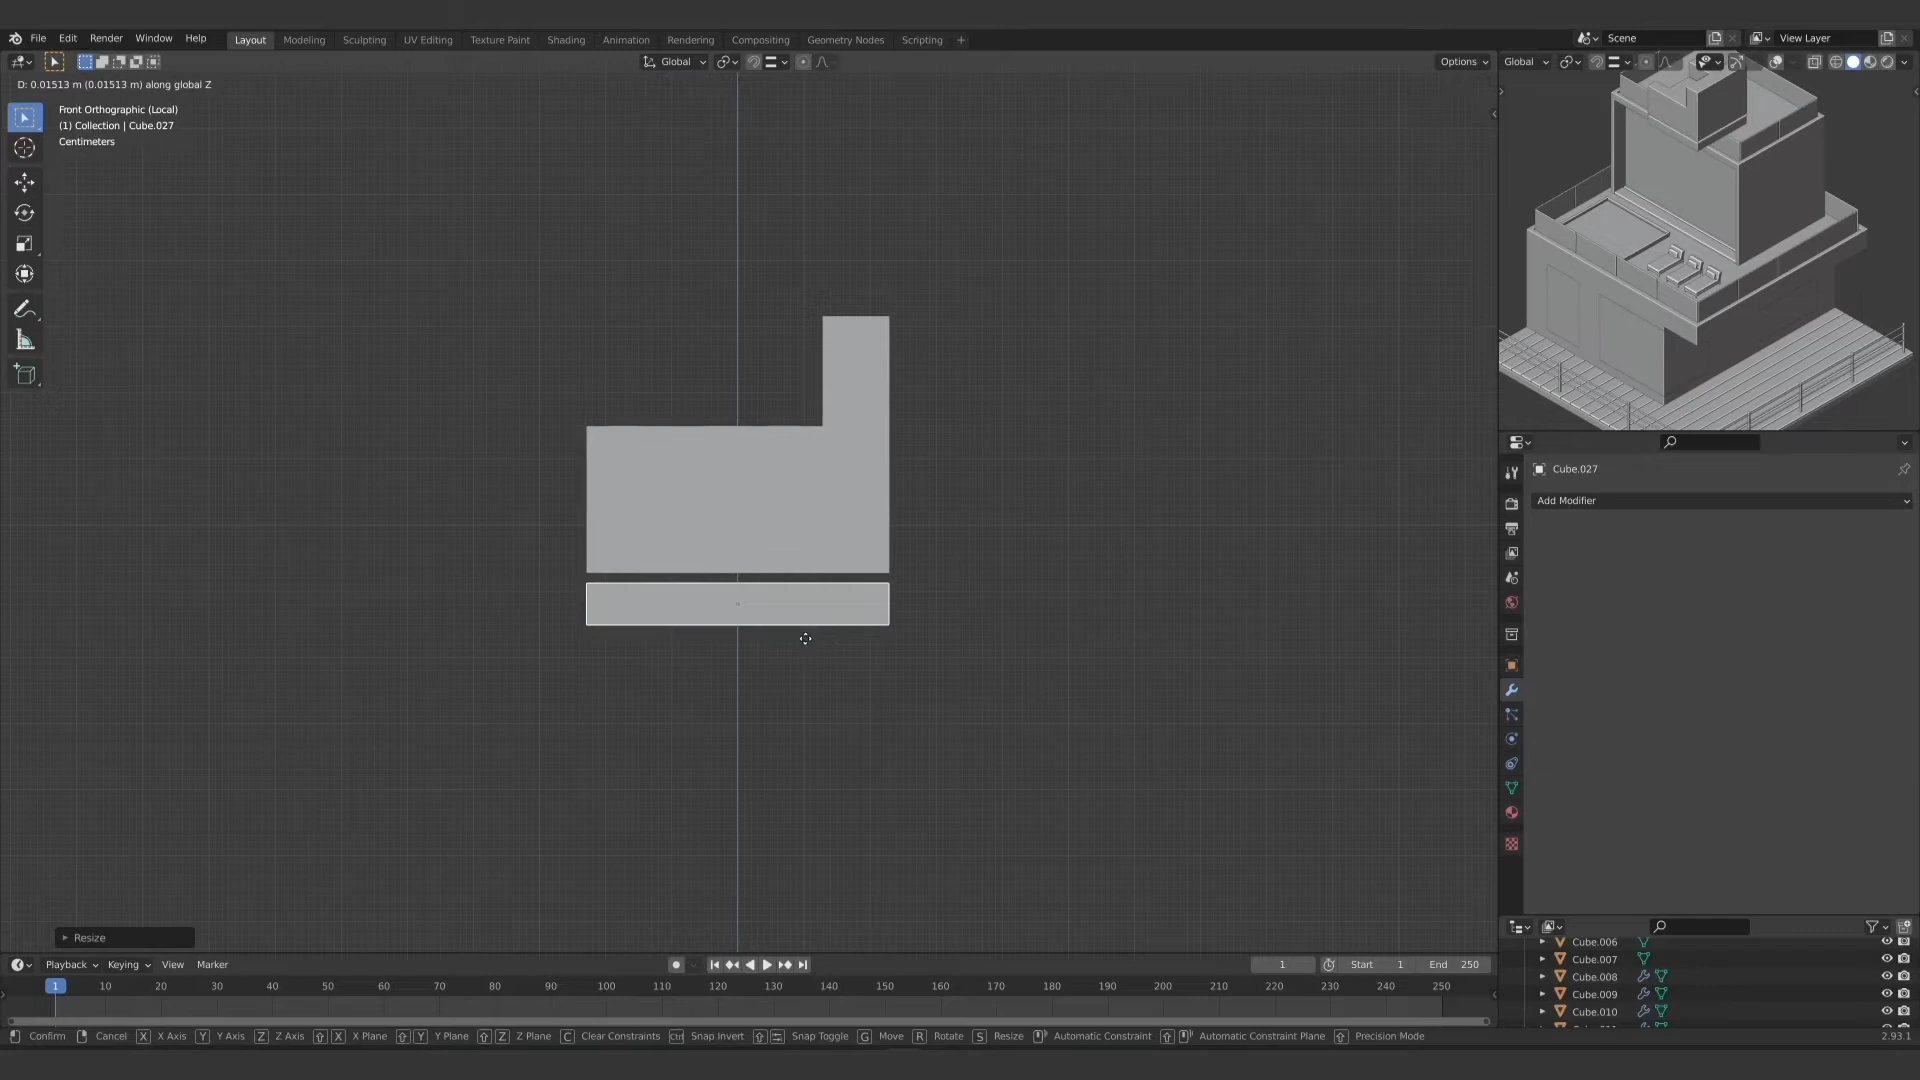 File Edit Render Window Help Layout Modeling Sculpting UV Editing Texture Paint Shading Animation Rendering Compositing Geometry Nodes Scripting + Scene View Layer
Global Options Global
D: 0.01513 m (0.01513 m) along global Z
Front Orthographic (Local)
(1) Collection | Cube.027
Centimeters
Cube.027
Add Modifier
Resize
Cube.006
Cube.007
Cube.008
Cube.009
Cube.010
Playback Keying View Marker 1 Start 1 End 250
1 10 20 30 40 50 60 70 80 90 100 110 120 130 140 150 160 170 180 190 200 210 220 230 240 250
Confirm Cancel X X Axis Y Y Axis Z Z Axis X X Plane Y Y Plane Z Z Plane C Clear Constraints Ctrl Snap Invert Snap Toggle G Move R Rotate S Resize Automatic Constraint Automatic Constraint Plane Precision Mode 2.93.1